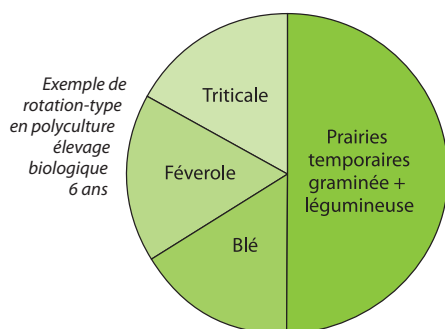 Exemple de
rotation-type
en polyculture
élevage
biologique
6 ans
Triticale
Féverole
Blé
Prairies
temporaires
graminée +
légumineuse